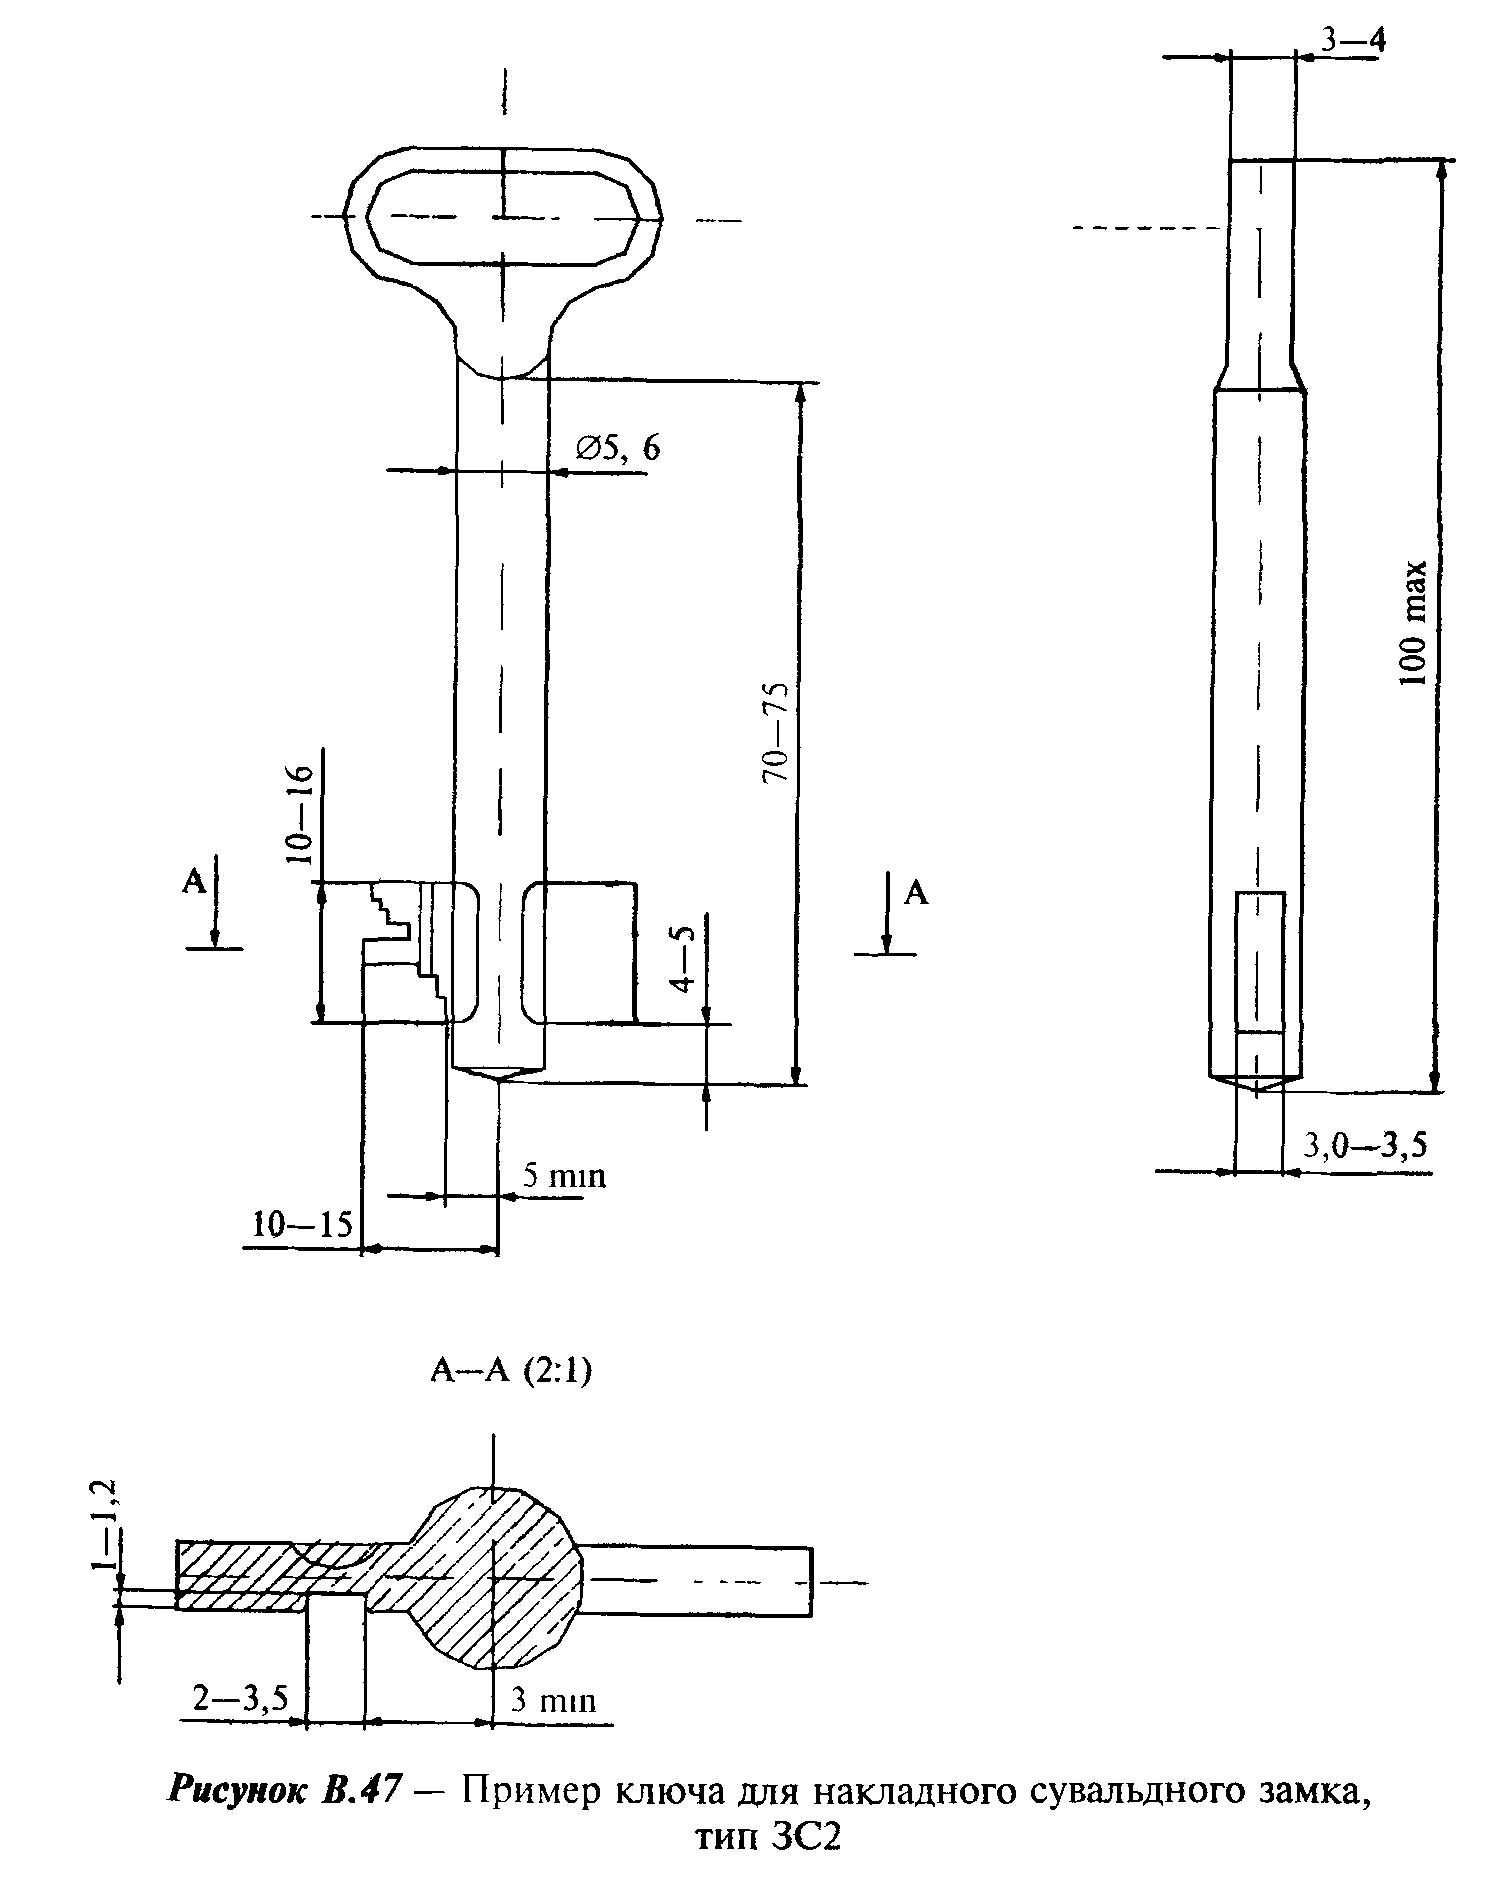 3—4
∅5, 6
100 max
70—75
10—16
А
А
4—5
3,0—3,5
5 min
10—15
А—А (2:1)
1—1,2
2—3,5
3 min
Рисунок В.47 — Пример ключа для накладного сувальдного замка,
тип ЗС2